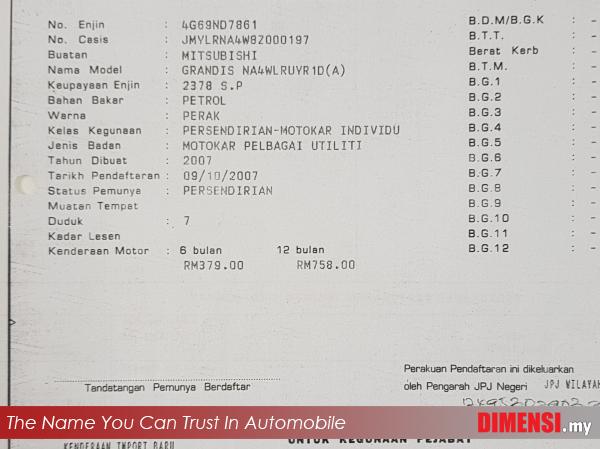 No. Enjin : 4G69ND7861
No. Casis : JMYLRNA4W8Z000197
Buatan : MITSUBISHI
Nama Model : GRANDIS NA4WLRUYR1D(A)
Keupayaan Enjin : 2378 S.P
Bahan Bakar : PETROL
Warna : PERAK
Kelas Kegunaan : PERSENDIRIAN-MOTOKAR INDIVIDU
Jenis Badan : MOTOKAR PELBAGAI UTILITI
Tahun Dibuat : 2007
Tarikh Pendaftaran : 09/10/2007
Status Pemunya : PERSENDIRIAN
Muatan Tempat
Duduk : 7
Kadar Lesen
Kenderaan Motor : 6 bulan 12 bulan
RM379.00 RM758.00
B.D.M/B.G.K : -
B.T.T. : -
Berat Kerb : -
B.T.M. : -
B.G.1 : -
B.G.2 : -
B.G.3 : -
B.G.4 : -
B.G.5 : -
B.G.6 : -
B.G.7 : -
B.G.8 : -
B.G.9 : -
B.G.10 : -
B.G.11 : -
B.G.12 : -
Tandatangan Pemunya Berdaftar
Perakuan Pendaftaran ini dikeluarkan
oleh Pengarah JPJ Negeri JPJ WILAYAH
The Name You Can Trust In Automobile
DIMENSI.my
KENDERAAN IMPORT BARU
UNTUK KEGUNAAN PEJABAT